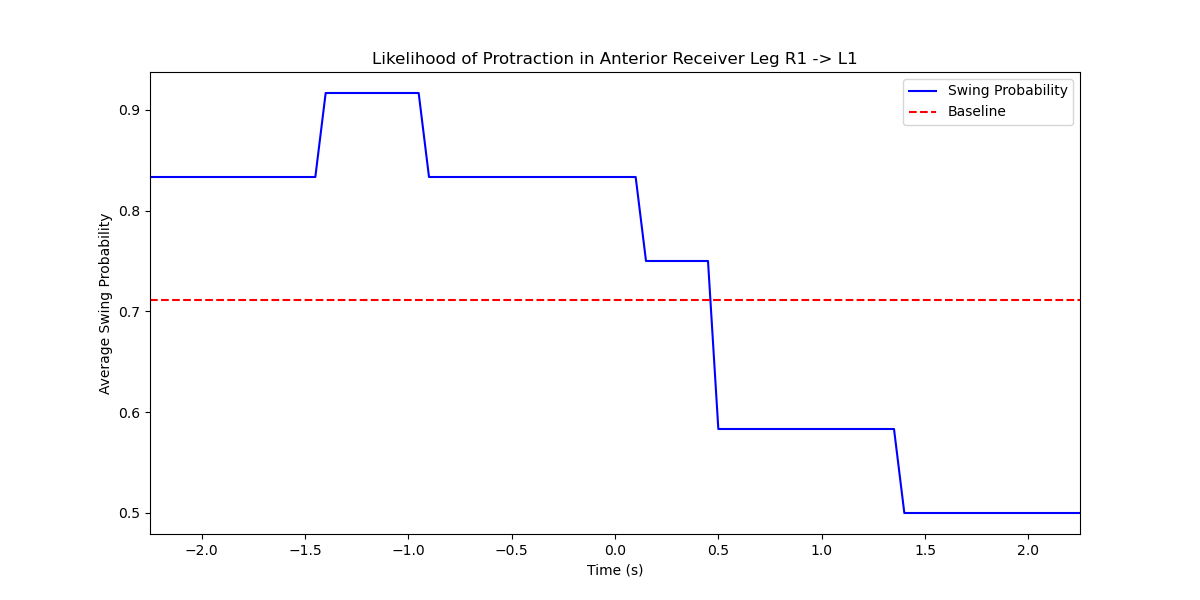 Likelihood of Protraction in Anterior Receiver Leg R1 -> L1
Swing Probability
Baseline
Average Swing Probability
0.9
0.8
0.7
0.6
0.5
−2.0 −1.5 −1.0 −0.5 0.0 0.5 1.0 1.5 2.0
Time (s)